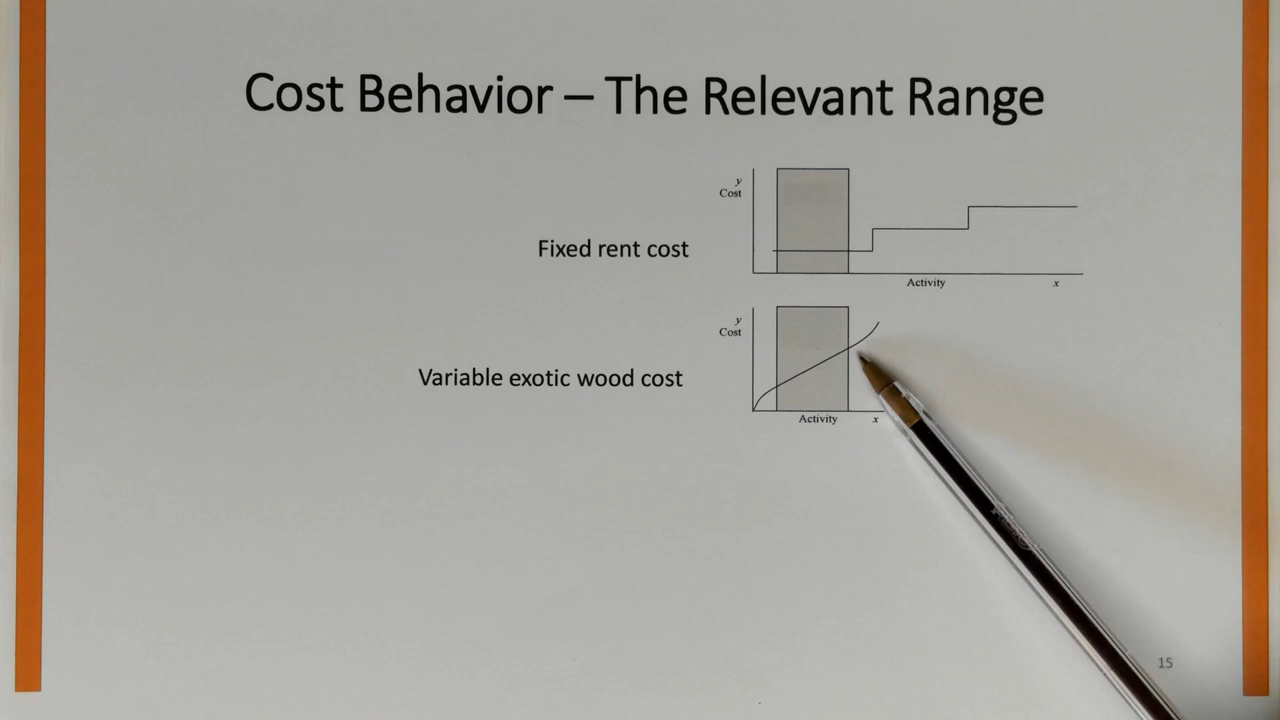 Cost Behavior – The Relevant Range
y
Cost
Fixed rent cost
Activity
x
y
Cost
Variable exotic wood cost
Activity
x
15